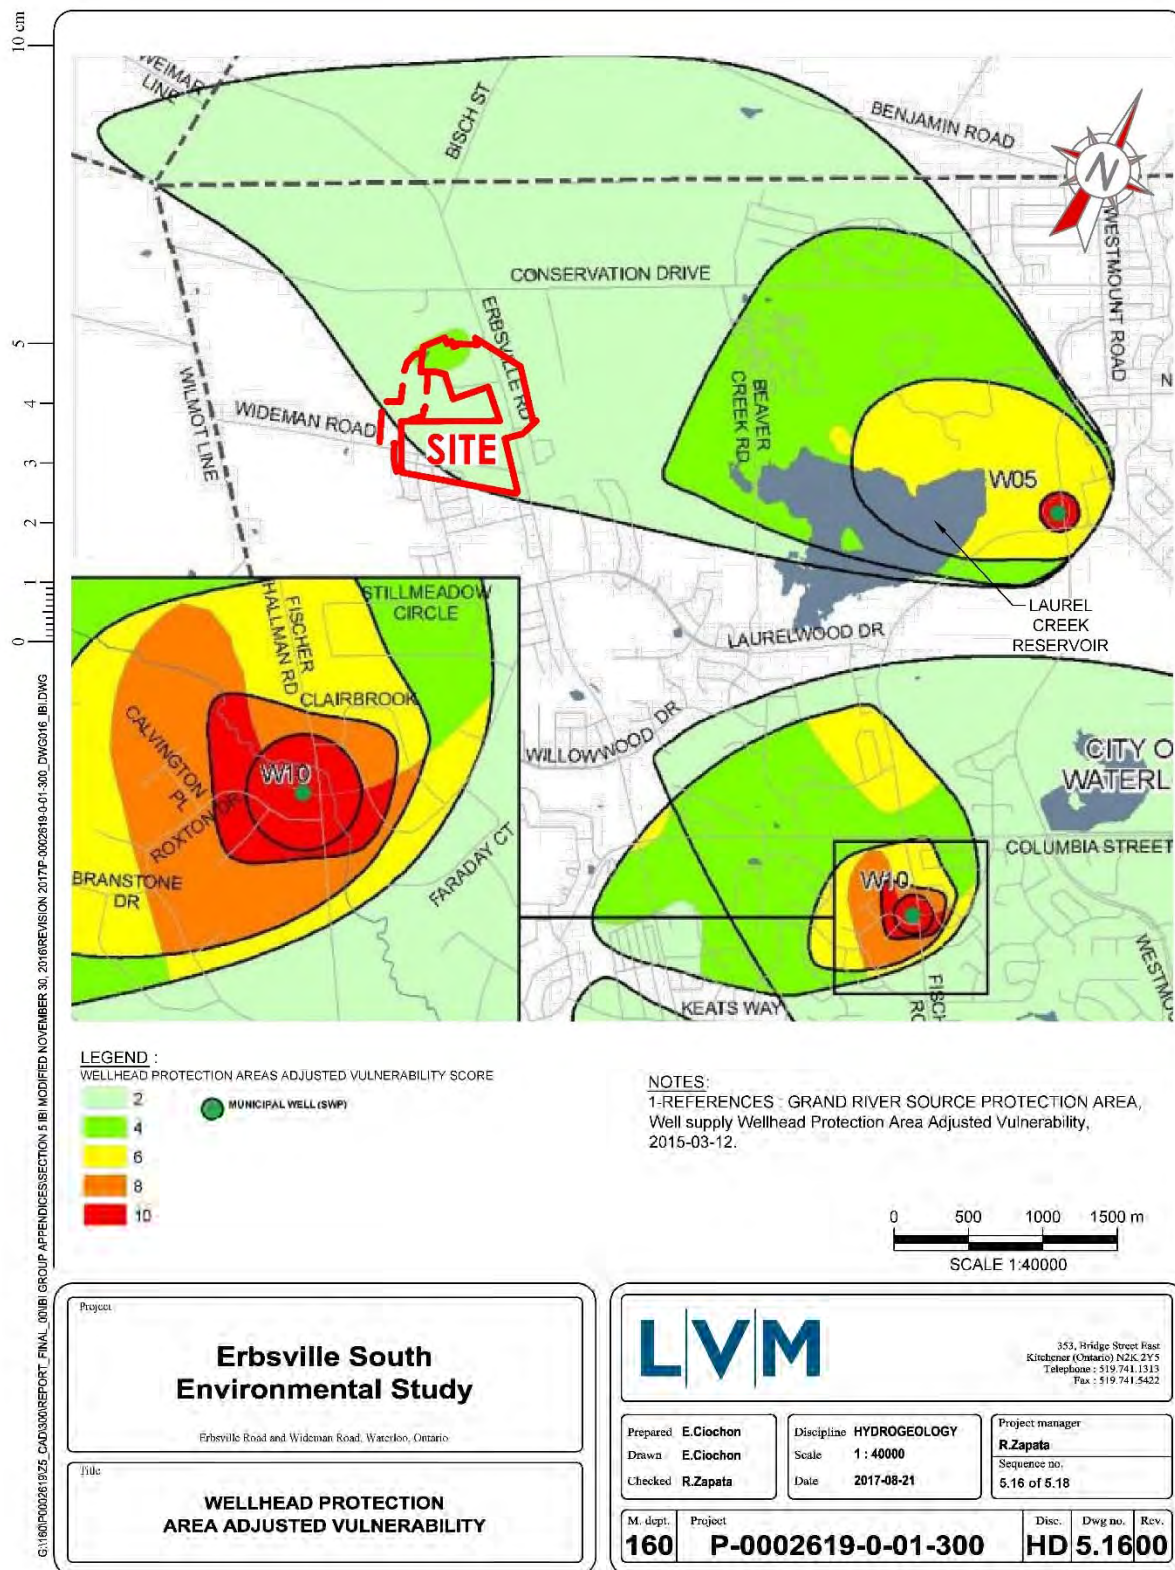 10 cm
5
4
3
2
1
0
WEIMAR
LINE
BISCH ST
BENJAMIN ROAD
N
WESTMOUNT ROAD
CONSERVATION DRIVE
ERBSVILLE RD
WILMOT LINE
WIDEMAN ROAD
SITE
BEAVER
CREEK RD
N
W05
LAUREL
CREEK
RESERVOIR
LAURELWOOD DR
STILLMEADOW
CIRCLE
FISCHER
HALLMAN RD
CLAIRBROOK
CALVINGTON
PL
W10
ROXTON DR
BRANSTONE
DR
FARADAY CT
WILLOWWOOD DR
CITY O
WATERL
COLUMBIA STREET
W10
WESTMOU
FISCH
RO
KEATS WAY
LEGEND :
WELLHEAD PROTECTION AREAS ADJUSTED VULNERABILITY SCORE
2
MUNICIPAL WELL (SWP)
4
6
8
10
NOTES:
1-REFERENCES : GRAND RIVER SOURCE PROTECTION AREA,
Well supply Wellhead Protection Area Adjusted Vulnerability,
2015-03-12.
0 500 1000 1500 m
SCALE 1:40000
Project
Erbsville South
Environmental Study
Erbsville Road and Wideman Road, Waterloo, Ontario
Title
WELLHEAD PROTECTION
AREA ADJUSTED VULNERABILITY
LVM
353, Bridge Street East
Kitchener (Ontario) N2K 2Y5
Telephone : 519.741.1313
Fax : 519.741.5422
Prepared E.Ciochon
Drawn E.Ciochon
Checked R.Zapata
Discipline HYDROGEOLOGY
Scale 1 : 40000
Date 2017-08-21
Project manager
R.Zapata
Sequence no.
5.16 of 5.18
M. dept. Project Disc. Dwg no. Rev.
160 P-0002619-0-01-300 HD 5.16 00